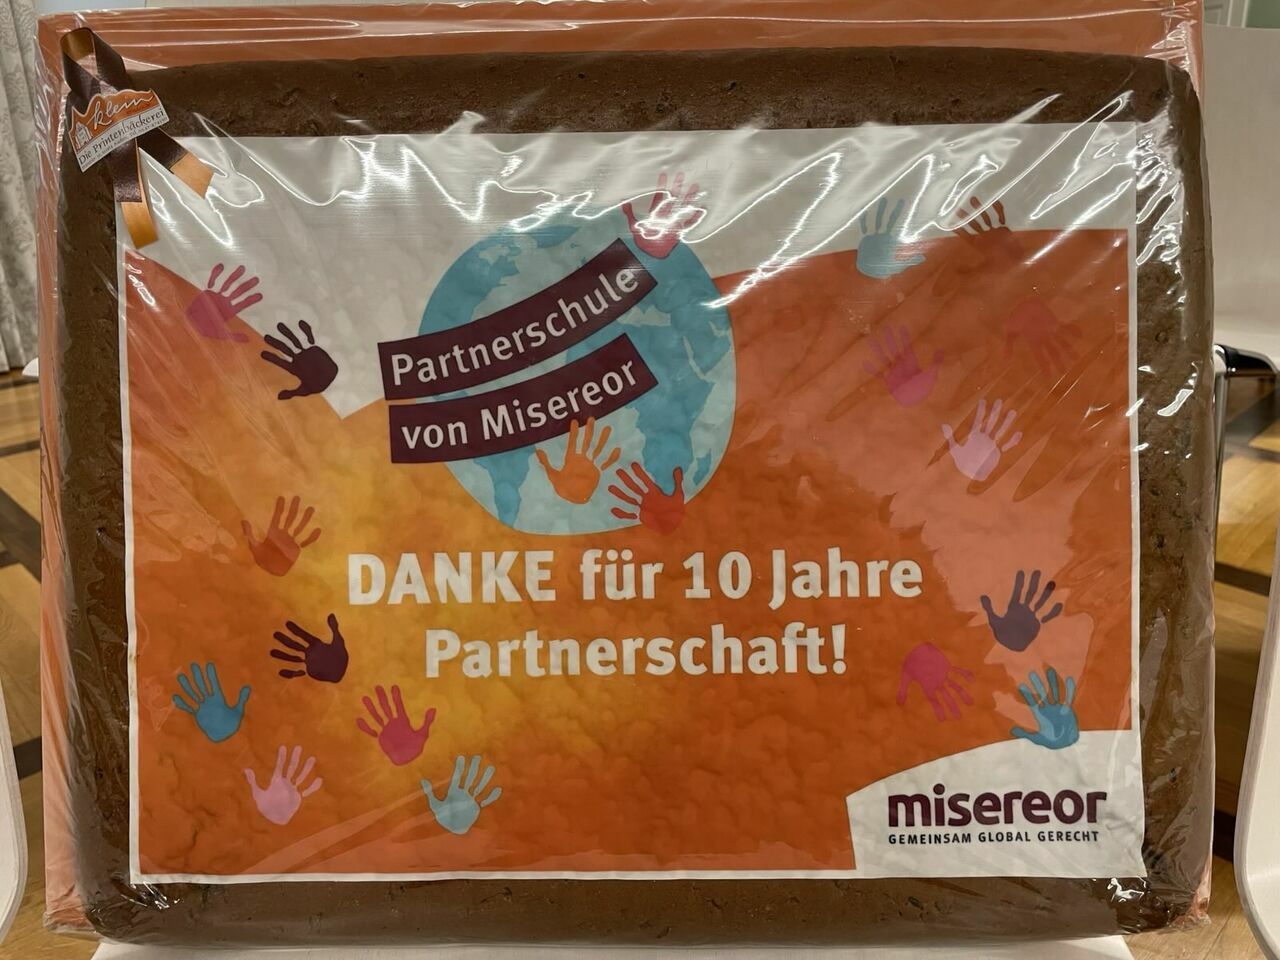 klein
Die Printenbäckerei
Partnerschule
von Misereor
DANKE für 10 Jahre
Partnerschaft!
misereor
GEMEINSAM GLOBAL GERECHT